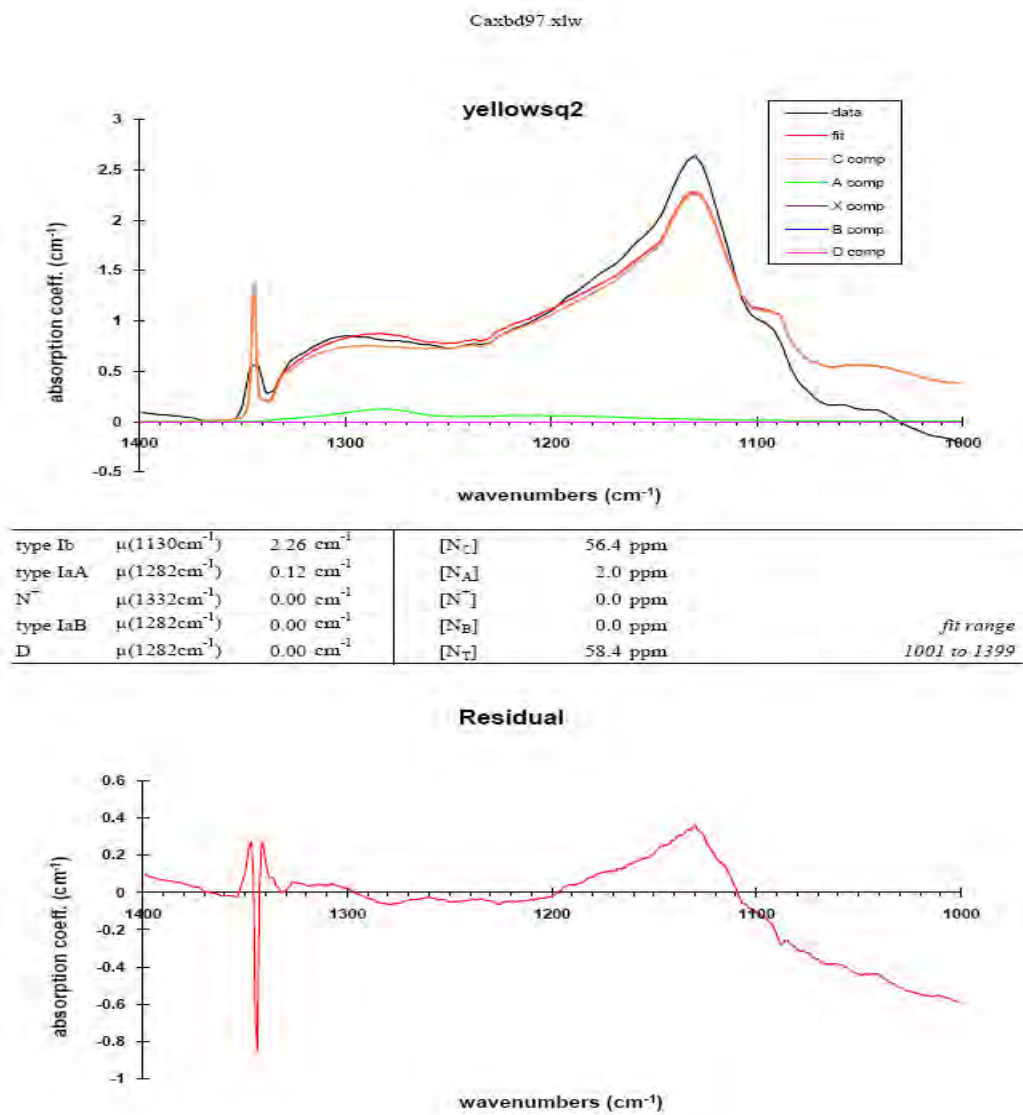 Caxbd97.xlw
yellowsq2
data
fit
C comp
A comp
X comp
B comp
D comp
3
2.5
2
1.5
1
0.5
0
-0.5
1400
1300
1200
1100
1000
absorption coeff. (cm⁻¹)
wavenumbers (cm⁻¹)
type Ib μ(1130cm⁻¹) 2.26 cm⁻¹ [N_C] 56.4 ppm
type IaA μ(1282cm⁻¹) 0.12 cm⁻¹ [N_A] 2.0 ppm
N⁺ μ(1332cm⁻¹) 0.00 cm⁻¹ [N⁺] 0.0 ppm
type IaB μ(1282cm⁻¹) 0.00 cm⁻¹ [N_B] 0.0 ppm fit range
D μ(1282cm⁻¹) 0.00 cm⁻¹ [N_T] 58.4 ppm 1001 to 1399
Residual
0.6
0.4
0.2
0
-0.2
-0.4
-0.6
-0.8
-1
1400
1300
1200
1100
1000
absorption coeff. (cm⁻¹)
wavenumbers (cm⁻¹)